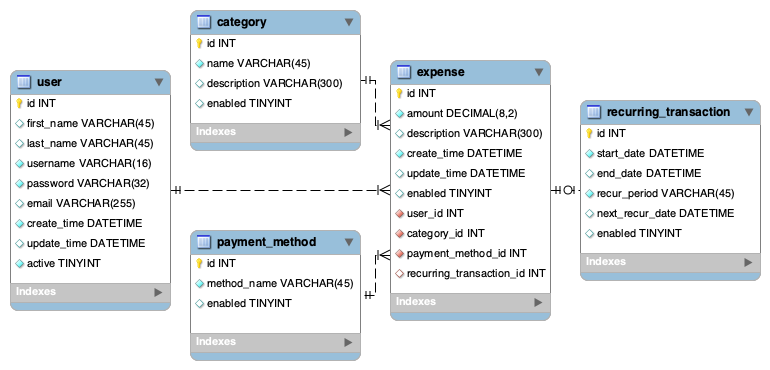 category
id INT
name VARCHAR(45)
description VARCHAR(300)
enabled TINYINT
Indexes
user
id INT
first_name VARCHAR(45)
last_name VARCHAR(45)
username VARCHAR(16)
password VARCHAR(32)
email VARCHAR(255)
create_time DATETIME
update_time DATETIME
active TINYINT
Indexes
payment_method
id INT
method_name VARCHAR(45)
enabled TINYINT
Indexes
expense
id INT
amount DECIMAL(8,2)
description VARCHAR(300)
create_time DATETIME
update_time DATETIME
enabled TINYINT
user_id INT
category_id INT
payment_method_id INT
recurring_transaction_id INT
Indexes
recurring_transaction
id INT
start_date DATETIME
end_date DATETIME
recur_period VARCHAR(45)
next_recur_date DATETIME
enabled TINYINT
Indexes